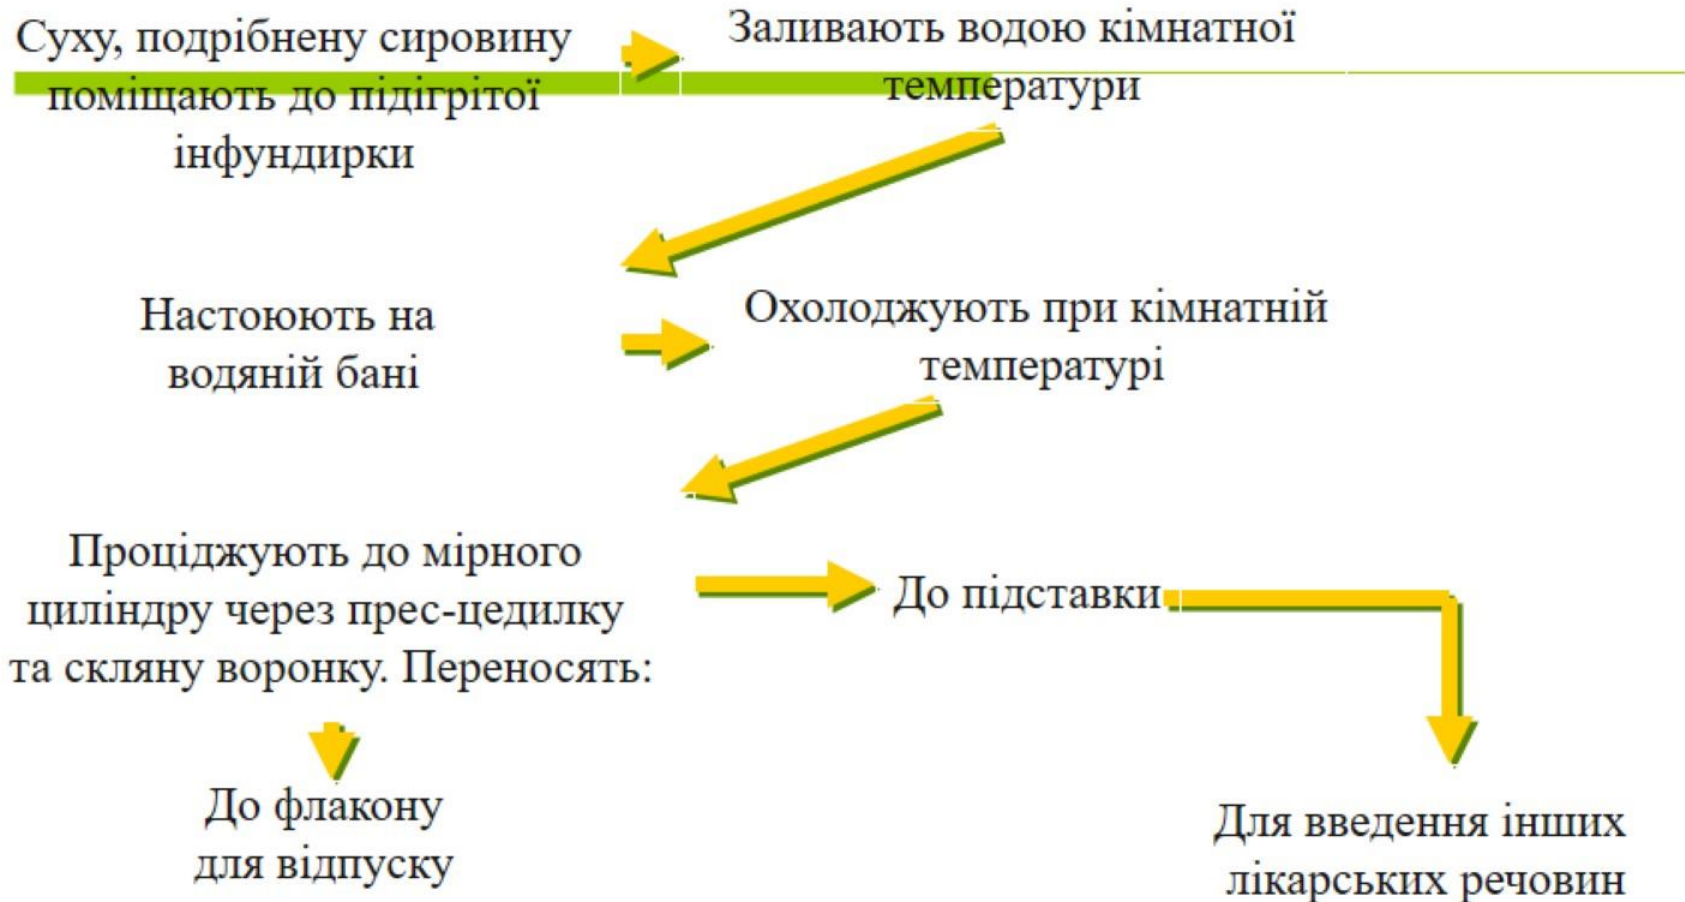 Суху, подрібнену сировину
поміщають до підігрітої
інфундирки
Заливають водою кімнатної
температури
Настоюють на
водяній бані
Охолоджують при кімнатній
температурі
Проціджують до мірного
циліндру через прес-цедилку
та скляну воронку. Переносять:
До підставки
До флакону
для відпуску
Для введення інших
лікарських речовин